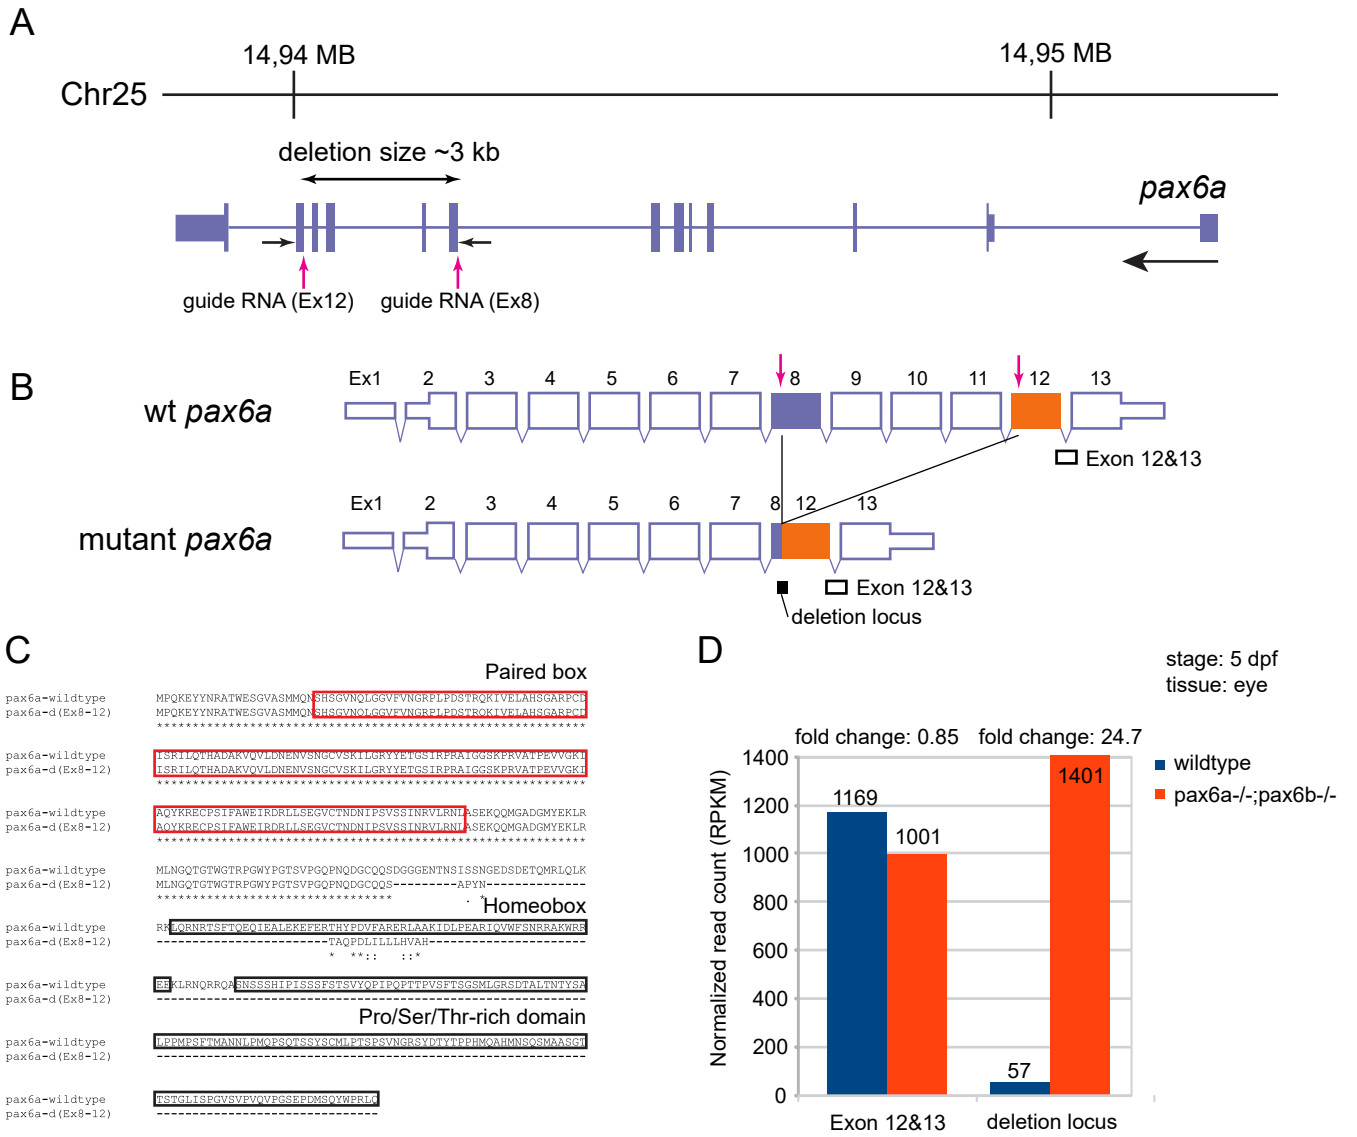 A
14,94 MB
14,95 MB
Chr25
deletion size ~3 kb
pax6a
guide RNA (Ex12)
guide RNA (Ex8)
B
Ex1 2 3 4 5 6 7 8 9 10 11 12 13
wt pax6a
Exon 12&13
Ex1 2 3 4 5 6 7 8 12 13
mutant pax6a
Exon 12&13
deletion locus
C
Paired box
pax6a-wildtype MPQKEYYNRATWESGVASMMQNSHSGVNQLGGVFVNGRPLPDSTRQKIVELAHSGARPCD
pax6a-d(Ex8-12) MPQKEYYNRATWESGVASMMQNSHSGVNQLGGVFVNGRPLPDSTRQKIVELAHSGARPCD
************************************************************
pax6a-wildtype ISRILQTHADAKVQVLDNENVSNGCVSKILGRYYETGSIRPRAIGGSKPRVATPEVVGKI
pax6a-d(Ex8-12) ISRILQTHADAKVQVLDNENVSNGCVSKILGRYYETGSIRPRAIGGSKPRVATPEVVGKI
************************************************************
pax6a-wildtype AQYKRECPSIFAWEIRDRLLSEGVCTNDNIPSVSSINRVLRNLASEKQQMGADGMYEKLR
pax6a-d(Ex8-12) AQYKRECPSIFAWEIRDRLLSEGVCTNDNIPSVSSINRVLRNLASEKQQMGADGMYEKLR
************************************************************
pax6a-wildtype MLNGQTGTWGTRPGWYPGTSVPGQPNQDGCQQSDGGGENTNSISSNGEDSDETQMRLQLK
pax6a-d(Ex8-12) MLNGQTGTWGTRPGWYPGTSVPGQPNQDGCQQS---------APYN--------------
********************************* . *
Homeobox
pax6a-wildtype RKLQRNRTSFTQEQIEALEKEFERTHYPDVFARERLAAKIDLPEARIQVWFSNRRAKWRR
pax6a-d(Ex8-12) ------------------------TAQPDLILLLHVAH----------------------
* **:: ::*
pax6a-wildtype EEKLRNQRRQASNSSSHIPISSSFSTSVYQPIPQPTTPVSFTSGSMLGRSDTALTNTYSA
pax6a-d(Ex8-12) ------------------------------------------------------------
Pro/Ser/Thr-rich domain
pax6a-wildtype LPPMPSFTMANNLPMQPSQTSSYSCMLPTSPSVNGRSYDTYTPPHMQAHMNSQSMAASGT
pax6a-d(Ex8-12) ------------------------------------------------------------
pax6a-wildtype TSTGLISPGVSVPVQVPGSEPDMSQYWPRLQ
pax6a-d(Ex8-12) -------------------------------
D
stage: 5 dpf
tissue: eye
fold change: 0.85 fold change: 24.7
wildtype
pax6a-/-;pax6b-/-
Normalized read count (RPKM)
1400
1200
1000
800
600
400
200
0
1169
1001
57
1401
Exon 12&13
deletion locus